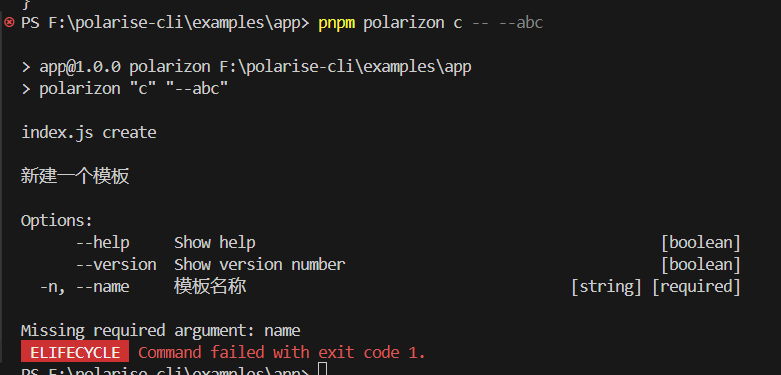 }
PS F:\polarise-cli\examples\app> pnpm polarizon c -- --abc
> app@1.0.0 polarizon F:\polarise-cli\examples\app
> polarizon "c" "--abc"
index.js create
新建一个模板
Options:
--help Show help [boolean]
--version Show version number [boolean]
-n, --name 模板名称 [string] [required]
Missing required argument: name
ELIFECYCLE Command failed with exit code 1.
PS F:\polarise-cli\examples\app>